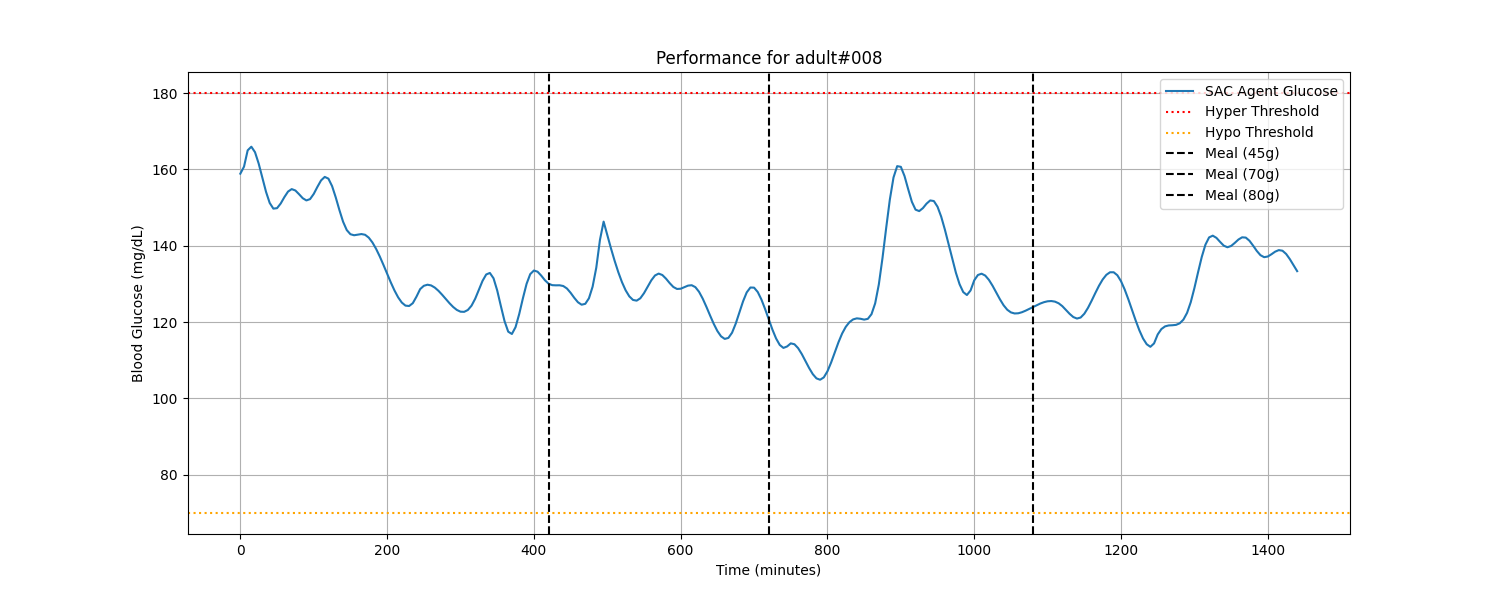 Performance for adult#008
Blood Glucose (mg/dL)
180
160
140
120
100
80
SAC Agent Glucose
Hyper Threshold
Hypo Threshold
Meal (45g)
Meal (70g)
Meal (80g)
0 200 400 600 800 1000 1200 1400
Time (minutes)